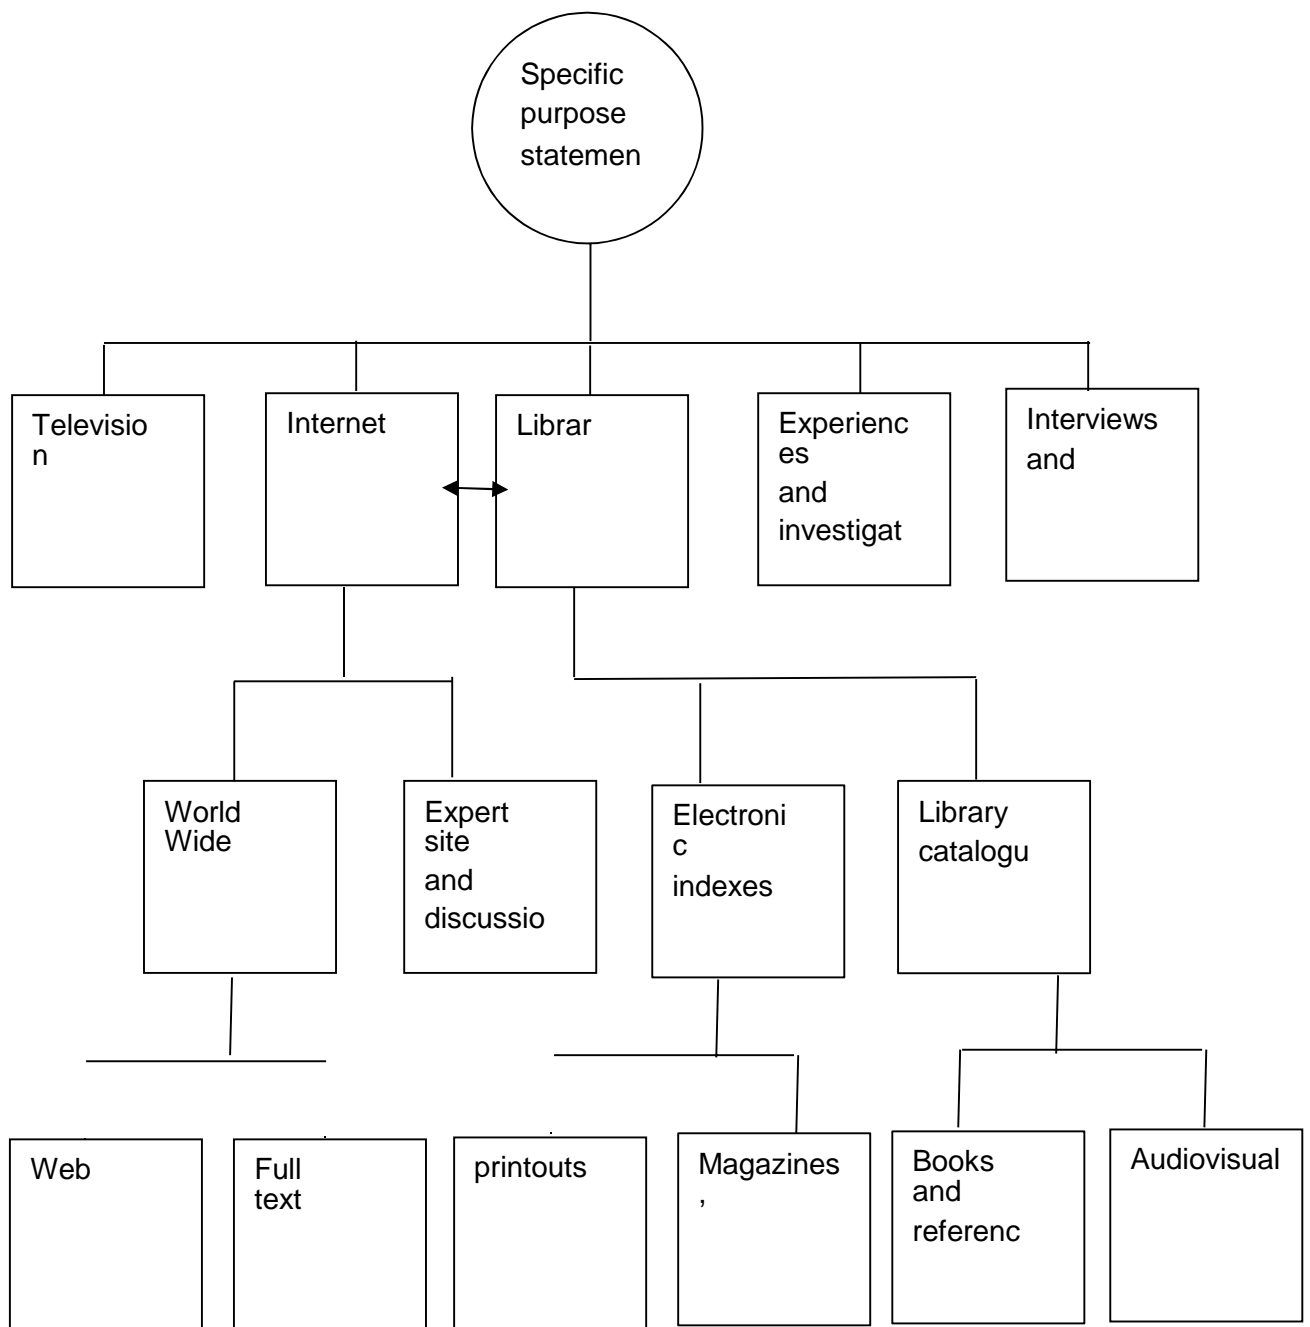 Specific
purpose
statemen
Televisio
n
Internet
Librar
Experienc
es
and
investigat
Interviews
and
World
Wide
Expert
site
and
discussio
Electroni
c
indexes
Library
catalogu
Web
Full
text
printouts
Magazines
,
Books
and
referenc
Audiovisual